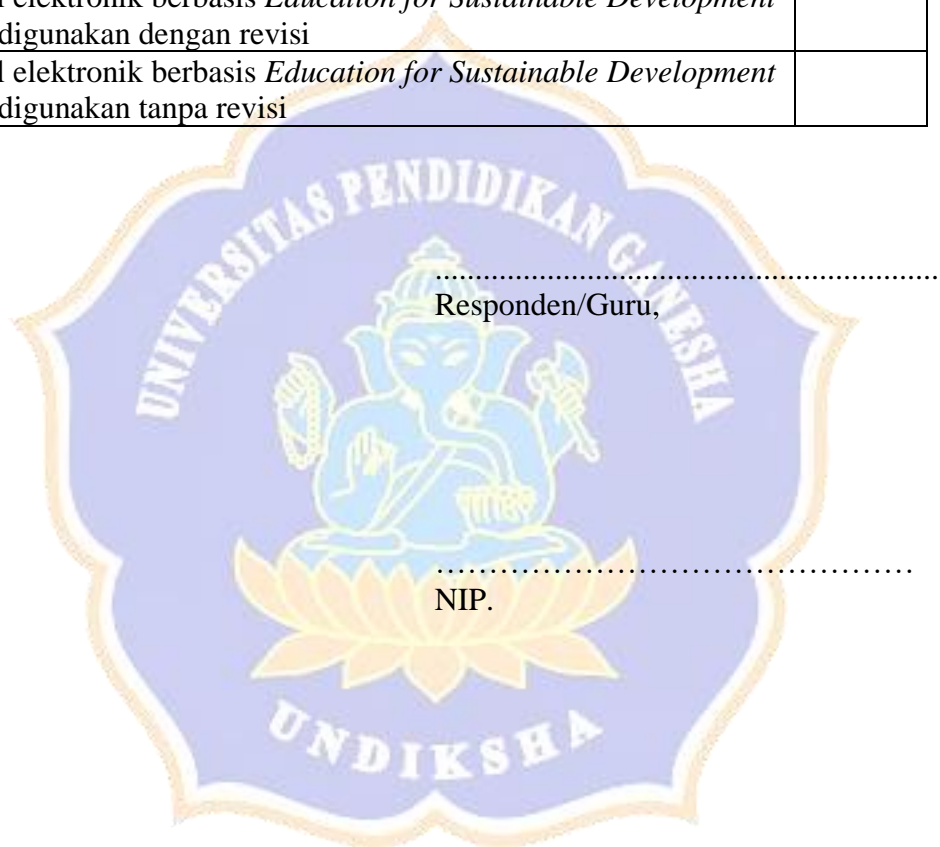 elektronik berbasis Education for Sustainable Development
digunakan dengan revisi
elektronik berbasis Education for Sustainable Development
digunakan tanpa revisi
UNIVERSITAS PENDIDIKAN GANESHA
................................................................
Responden/Guru,
................................................
NIP.
UNDIKSHA